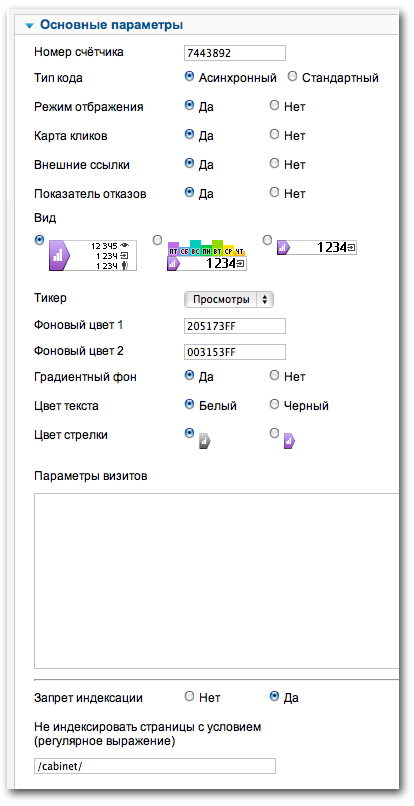 Основные параметры
Номер счётчика 7443892
Тип кода Асинхронный Стандартный
Режим отбражения Да Нет
Карта кликов Да Нет
Внешние ссылки Да Нет
Показатель отказов Да Нет
Вид
12345
1234
1234
ПТ СБ ВС ПН ВТ СР ЧТ
1234
1234
Тикер Просмотры
Фоновый цвет 1 205173FF
Фоновый цвет 2 003153FF
Градиентный фон Да Нет
Цвет текста Белый Черный
Цвет стрелки
Параметры визитов
Запрет индексации Нет Да
Не индексировать страницы с условием
(регулярное выражение)
/cabinet/